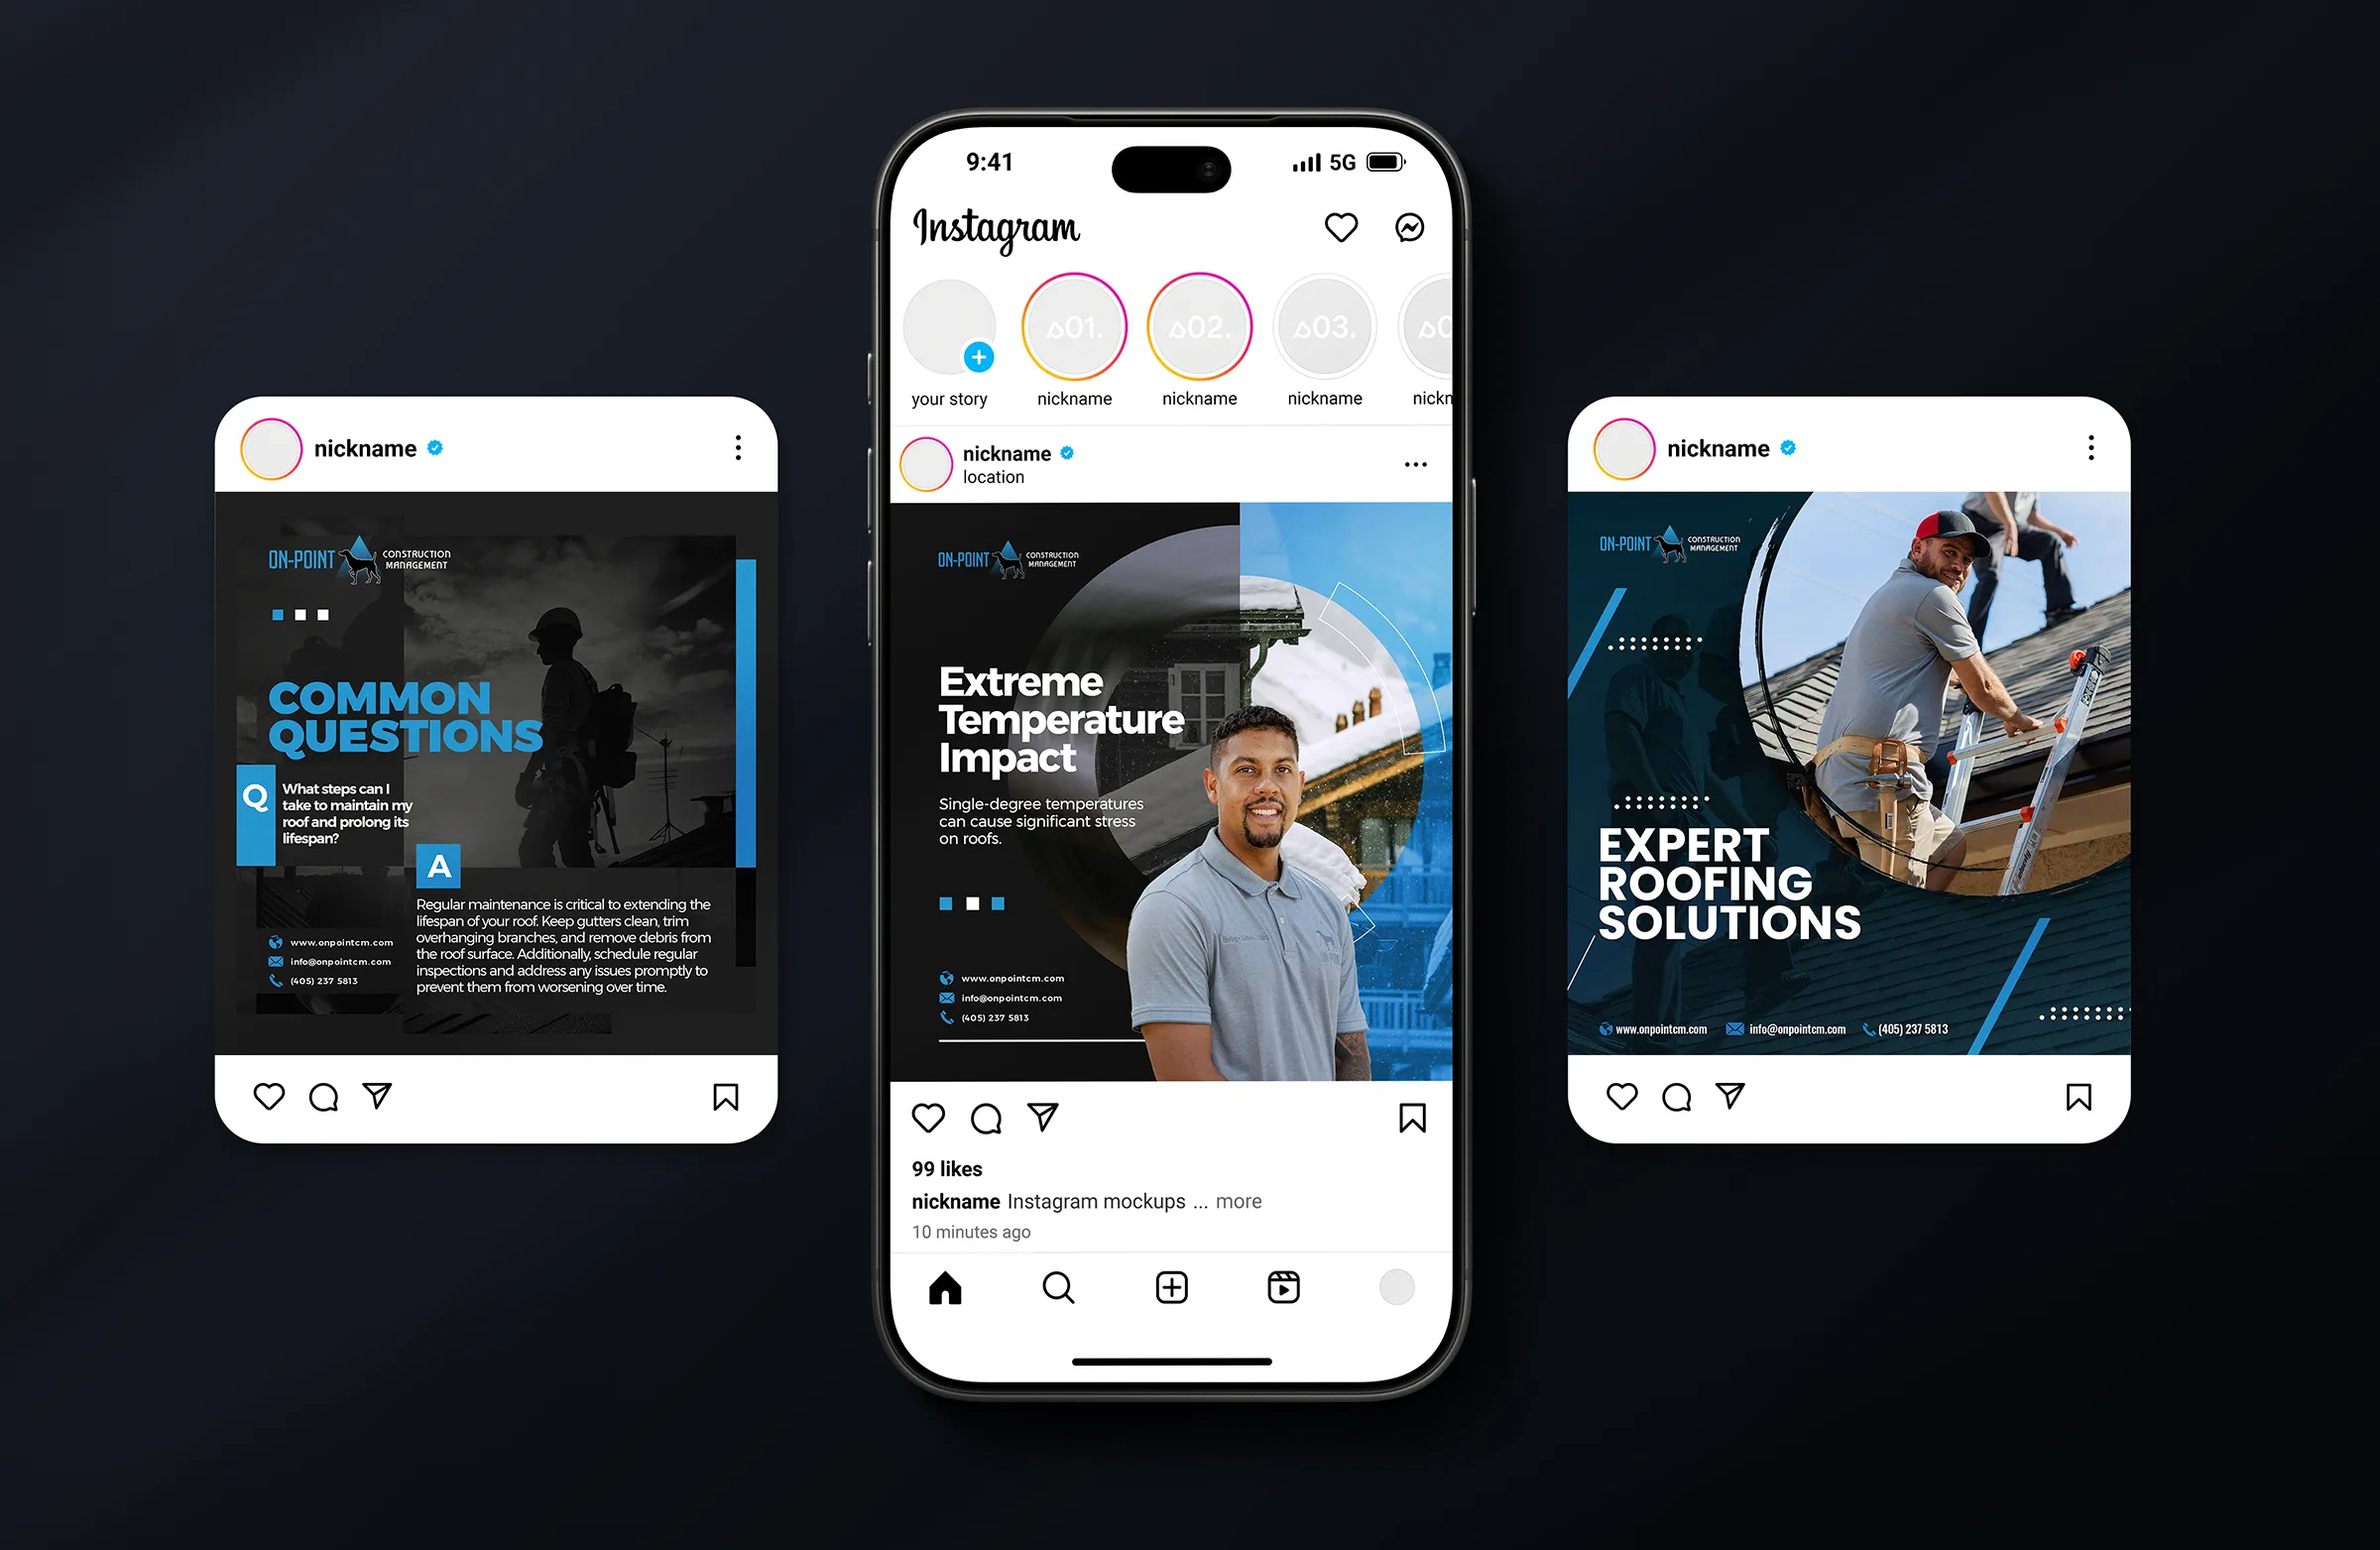 nickname
ON-POINT CONSTRUCTION MANAGEMENT
COMMON
QUESTIONS
Q
What steps can I
take to maintain my
roof and prolong its
lifespan?
A
Regular maintenance is critical to extending the
lifespan of your roof. Keep gutters clean, trim
overhanging branches, and remove debris from
the roof surface. Additionally, schedule regular
inspections and address any issues promptly to
prevent them from worsening over time.
www.onpointcm.com
info@onpointcm.com
(405) 237 5813
9:41 5G
Instagram
01. 02. 03. 0
your story nickname nickname nickname nickn
nickname
location
ON-POINT CONSTRUCTION MANAGEMENT
Extreme
Temperature
Impact
Single-degree temperatures
can cause significant stress
on roofs.
www.onpointcm.com
info@onpointcm.com
(405) 237 5813
99 likes
nickname Instagram mockups ... more
10 minutes ago
nickname
ON-POINT CONSTRUCTION MANAGEMENT
EXPERT
ROOFING
SOLUTIONS
www.onpointcm.com info@onpointcm.com (405) 237 5813